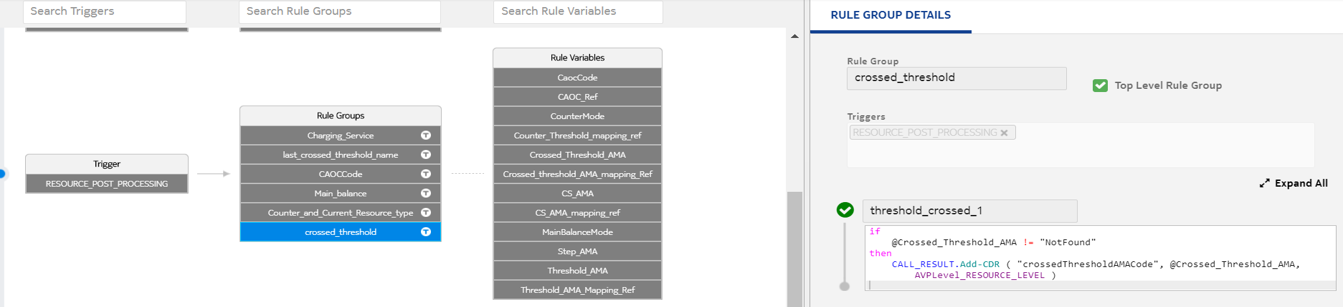 Search Triggers
Search Rule Groups
Search Rule Variables
Trigger
RESOURCE_POST_PROCESSING
Rule Groups
Charging_Service
last_crossed_threshold_name
CAOCCode
Main_balance
Counter_and_Current_Resource_type
crossed_threshold
T
T
T
T
T
T
Rule Variables
CaocCode
CAOC_Ref
CounterMode
Counter_Threshold_mapping_ref
Crossed_Threshold_AMA
Crossed_threshold_AMA_mapping_Ref
CS_AMA
CS_AMA_mapping_ref
MainBalanceMode
Step_AMA
Threshold_AMA
Threshold_AMA_Mapping_Ref
RULE GROUP DETAILS
Rule Group
crossed_threshold
Top Level Rule Group
Triggers
RESOURCE_POST_PROCESSING
Expand All
threshold_crossed_1
if
@Crossed_Threshold_AMA != "NotFound"
then
CALL_RESULT.Add-CDR ( "crossedThresholdAMACode", @Crossed_Threshold_AMA,
AVPLevel_RESOURCE_LEVEL )